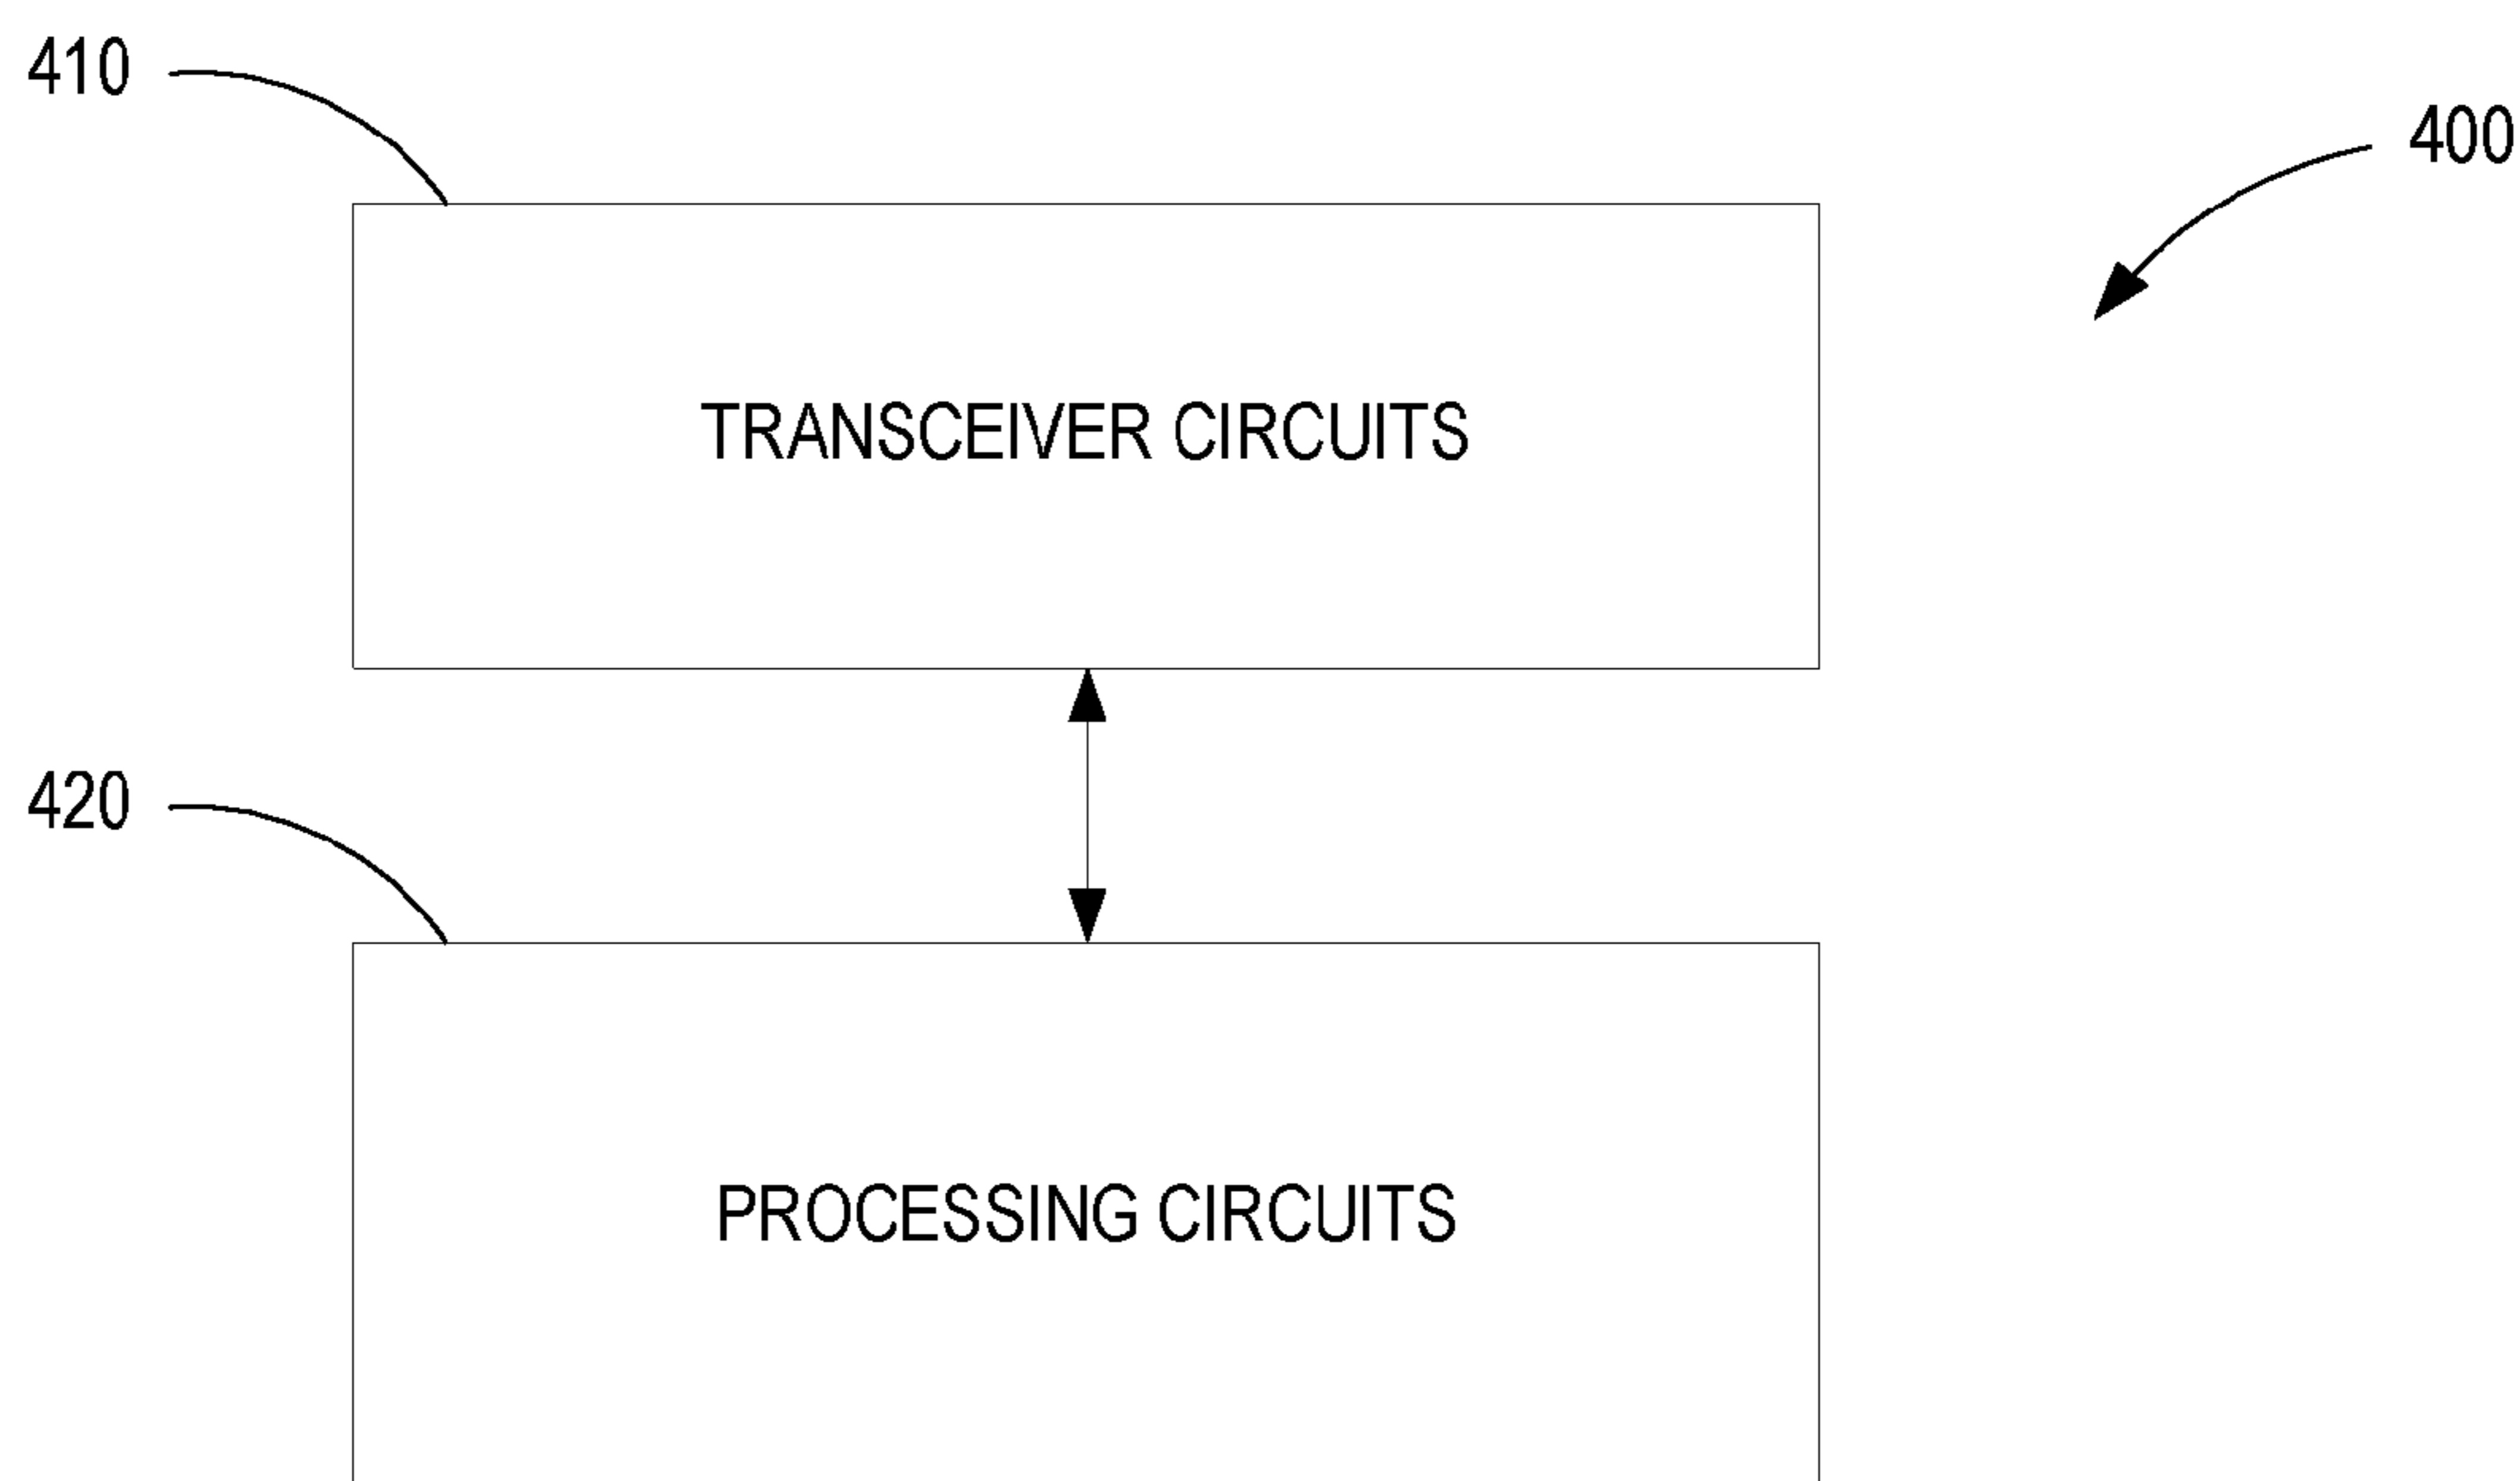 410
400
TRANSCEIVER CIRCUITS
420
PROCESSING CIRCUITS